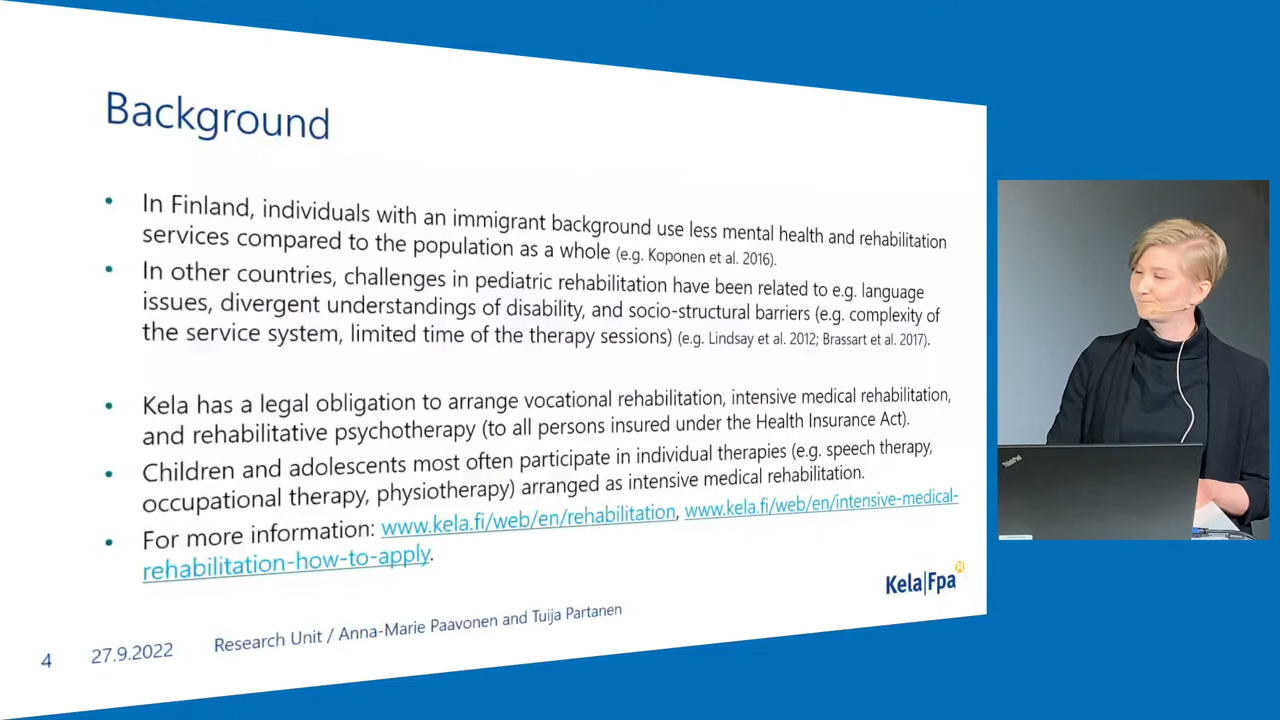 Background
• In Finland, individuals with an immigrant background use less mental health and rehabilitation
services compared to the population as a whole (e.g. Koponen et al. 2016).
• In other countries, challenges in pediatric rehabilitation have been related to e.g. language
issues, divergent understandings of disability, and socio-structural barriers (e.g. complexity of
the service system, limited time of the therapy sessions) (e.g. Lindsay et al. 2012; Brassart et al. 2017).
• Kela has a legal obligation to arrange vocational rehabilitation, intensive medical rehabilitation,
and rehabilitative psychotherapy (to all persons insured under the Health Insurance Act).
• Children and adolescents most often participate in individual therapies (e.g. speech therapy,
occupational therapy, physiotherapy) arranged as intensive medical rehabilitation.
• For more information: www.kela.fi/web/en/rehabilitation, www.kela.fi/web/en/intensive-medical-
rehabilitation-how-to-apply.
Kela|Fpa
4 27.9.2022 Research Unit / Anna-Marie Paavonen and Tuija Partanen
ThinkPad